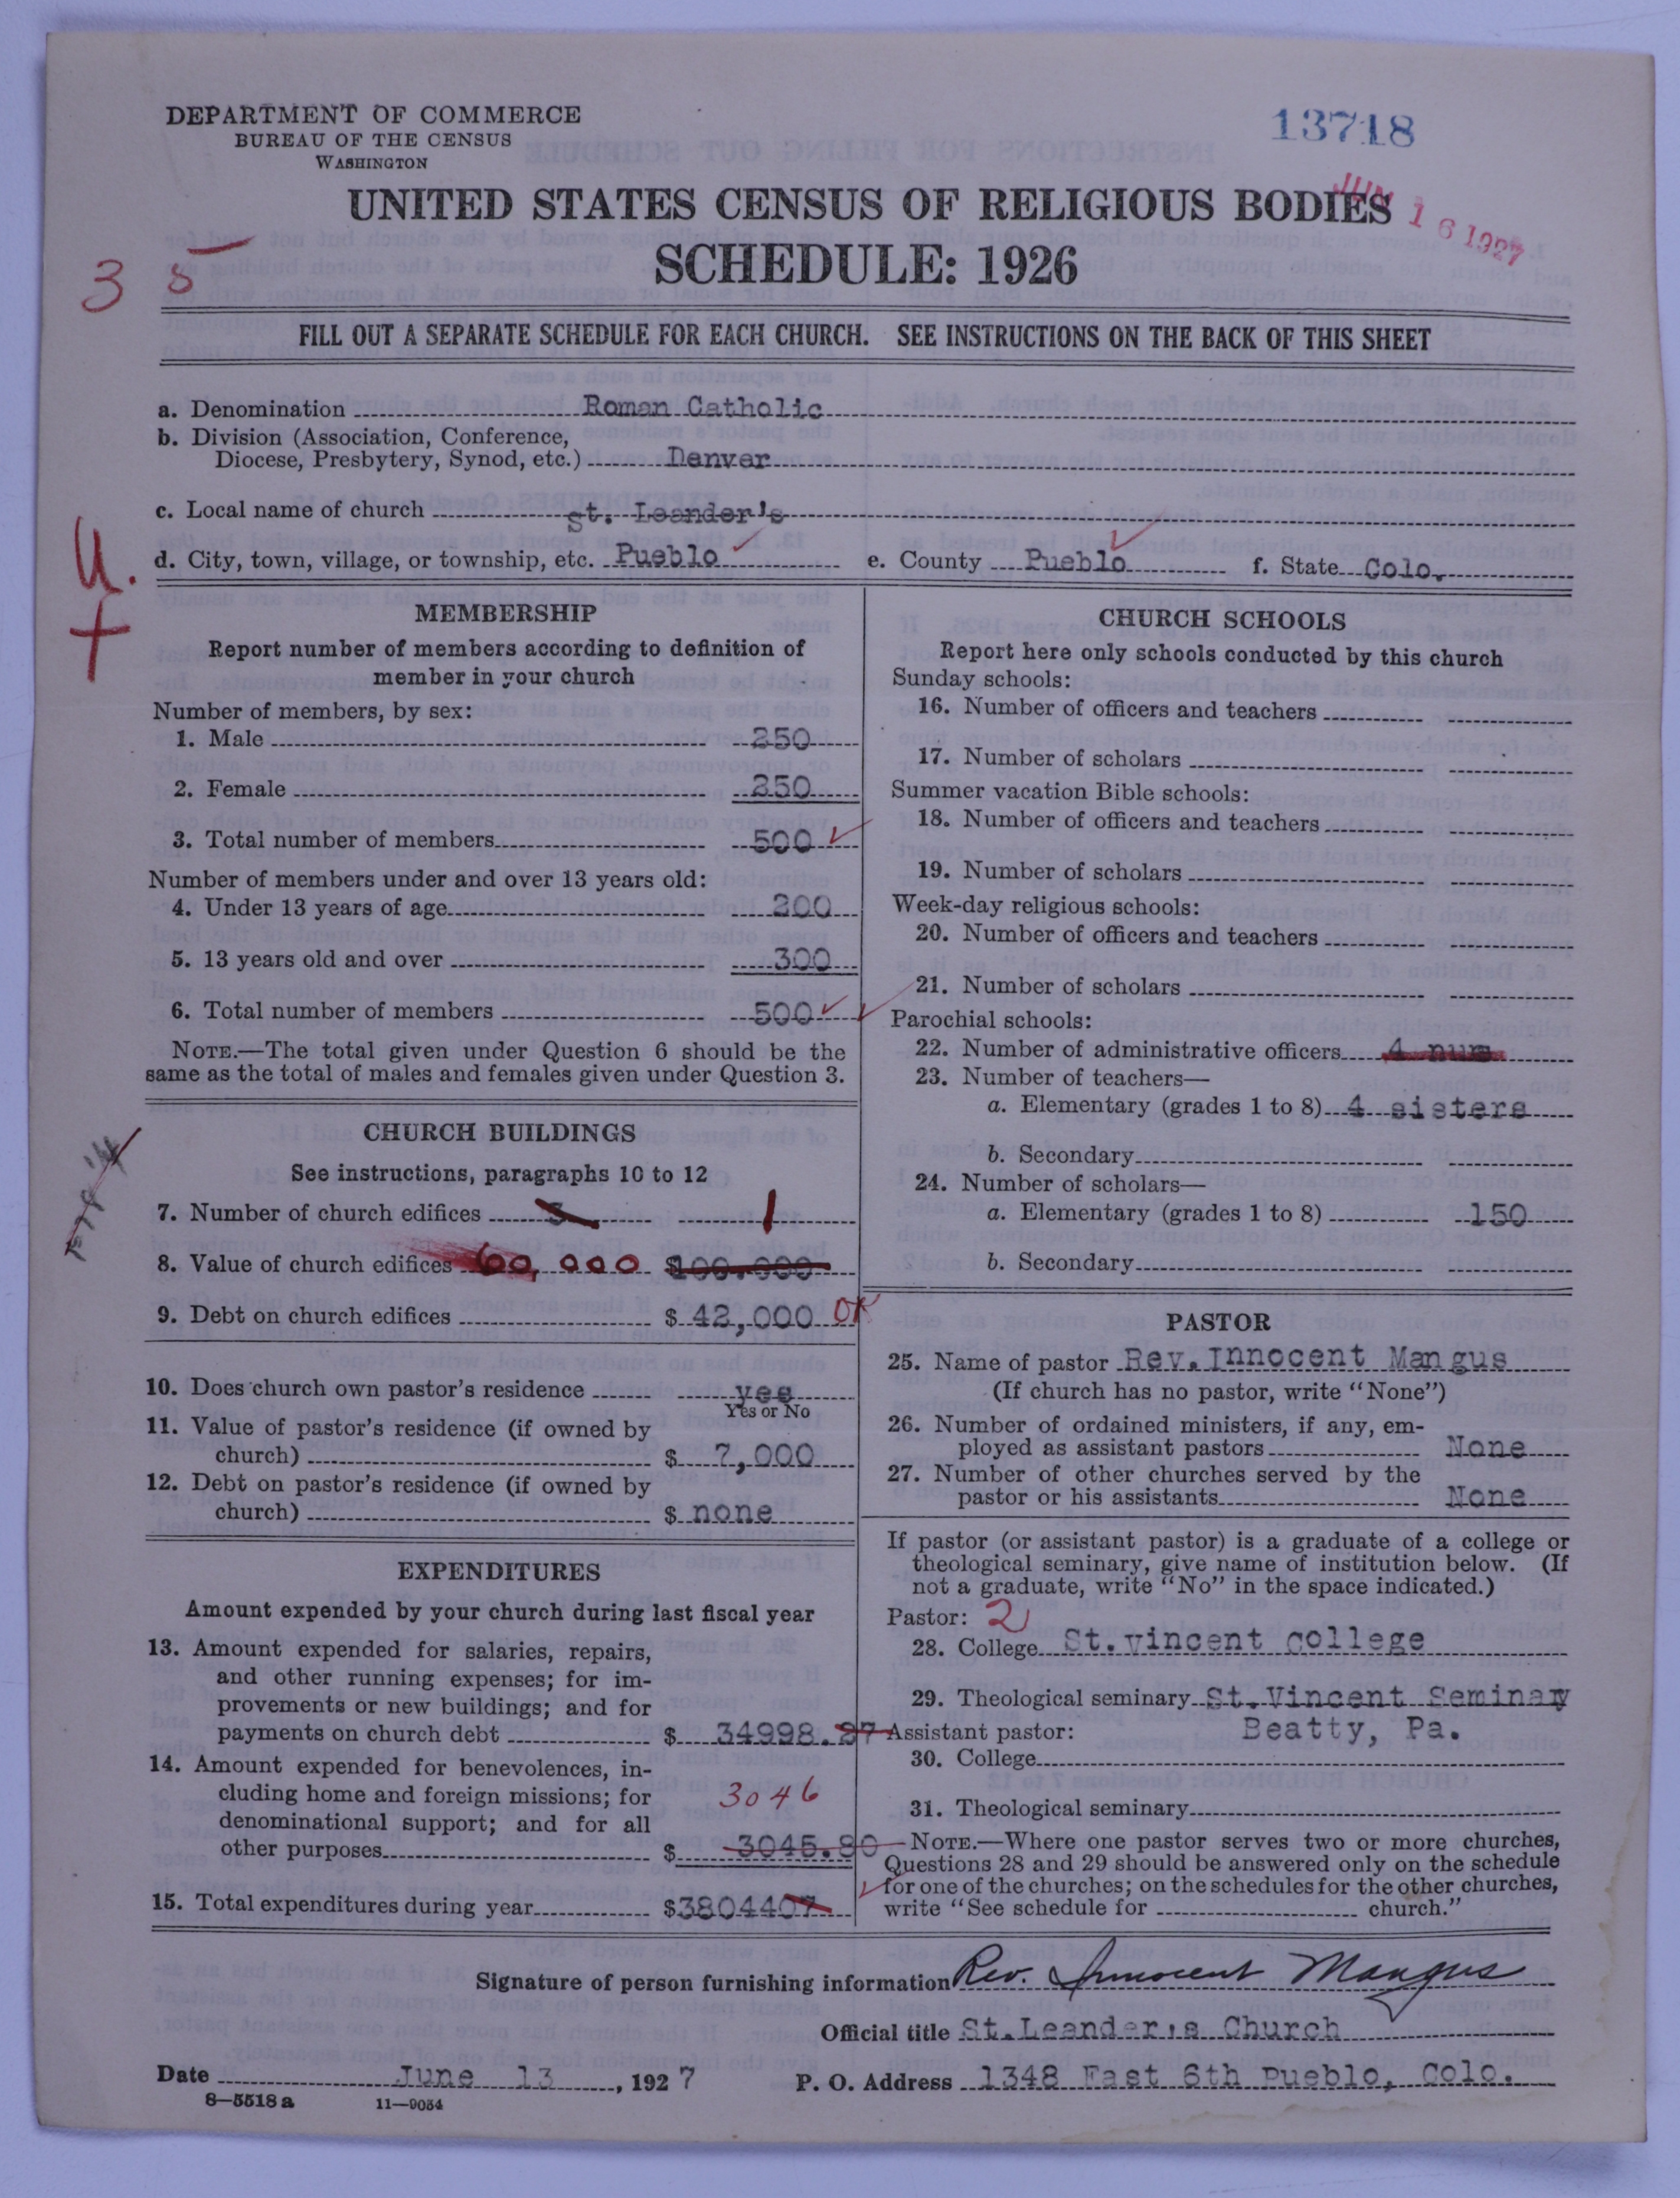 DEPARTMENT OF COMMERCE
BUREAU OF THE CENSUS
WASHINGTON
13718
JUN 16 1927
UNITED STATES CENSUS OF RELIGIOUS BODIES
SCHEDULE: 1926
3 5
FILL OUT A SEPARATE SCHEDULE FOR EACH CHURCH. SEE INSTRUCTIONS ON THE BACK OF THIS SHEET
a. Denomination Roman Catholic
b. Division (Association, Conference,
Diocese, Presbytery, Synod, etc.) Denver
c. Local name of church St. Leander's
d. City, town, village, or township, etc. Pueblo e. County Pueblo f. State Colo.
U.
MEMBERSHIP
Report number of members according to definition of
member in your church
Number of members, by sex:
1. Male 250
2. Female 250
3. Total number of members 500
Number of members under and over 13 years old:
4. Under 13 years of age 200
5. 13 years old and over 300
6. Total number of members 500
NOTE.—The total given under Question 6 should be the
same as the total of males and females given under Question 3.
CHURCH BUILDINGS
See instructions, paragraphs 10 to 12
7. Number of church edifices 3 1
8. Value of church edifices 60,000 $100.000
9. Debt on church edifices $ 42,000 OK
10. Does church own pastor's residence yes
Yes or No
11. Value of pastor's residence (if owned by
church) $ 7,000
12. Debt on pastor's residence (if owned by
church) $ none
EXPENDITURES
Amount expended by your church during last fiscal year
13. Amount expended for salaries, repairs,
and other running expenses; for im-
provements or new buildings; and for
payments on church debt $ 34998.27
14. Amount expended for benevolences, in-
cluding home and foreign missions; for
denominational support; and for all
3046
other purposes $ 3045.80
15. Total expenditures during year $3804407
CHURCH SCHOOLS
Report here only schools conducted by this church
Sunday schools:
16. Number of officers and teachers
17. Number of scholars
Summer vacation Bible schools:
18. Number of officers and teachers
19. Number of scholars
Week-day religious schools:
20. Number of officers and teachers
21. Number of scholars
Parochial schools:
22. Number of administrative officers 4
23. Number of teachers—
a. Elementary (grades 1 to 8) 4 sisters
b. Secondary
24. Number of scholars—
a. Elementary (grades 1 to 8) 150
b. Secondary
PASTOR
25. Name of pastor Rev. Innocent Mangus
(If church has no pastor, write "None")
26. Number of ordained ministers, if any, em-
ployed as assistant pastors None
27. Number of other churches served by the
pastor or his assistants None
If pastor (or assistant pastor) is a graduate of a college or
theological seminary, give name of institution below. (If
not a graduate, write "No" in the space indicated.)
Pastor: 2
28. College St.vincent college
29. Theological seminary St.Vincent Seminay
Assistant pastor: Beatty, Pa.
30. College
31. Theological seminary
NOTE.—Where one pastor serves two or more churches,
Questions 28 and 29 should be answered only on the schedule
for one of the churches; on the schedules for the other churches,
write "See schedule for church."
Signature of person furnishing information Rev. Innocent Mangus
Official title St.Leander,s Church
Date June 13, 1927 P. O. Address 1348 East 6th Pueblo, Colo.
8—5518 a 11—9034